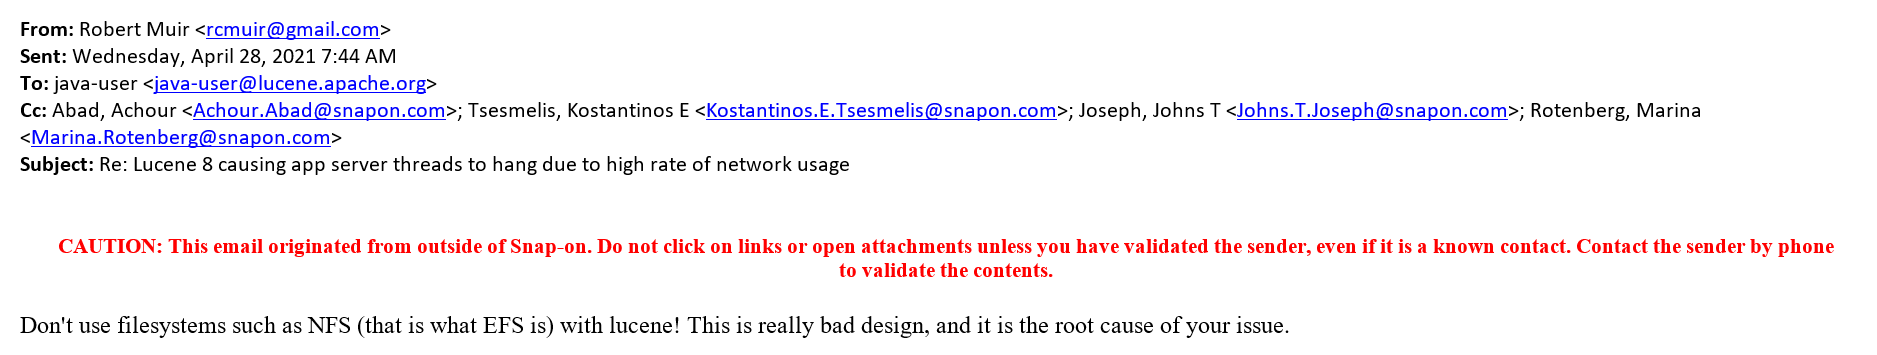 From: Robert Muir <rcmuir@gmail.com>
Sent: Wednesday, April 28, 2021 7:44 AM
To: java-user <java-user@lucene.apache.org>
Cc: Abad, Achour <Achour.Abad@snapon.com>; Tsesmelis, Kostantinos E <Kostantinos.E.Tsesmelis@snapon.com>; Joseph, Johns T <Johns.T.Joseph@snapon.com>; Rotenberg, Marina
<Marina.Rotenberg@snapon.com>
Subject: Re: Lucene 8 causing app server threads to hang due to high rate of network usage
CAUTION: This email originated from outside of Snap-on. Do not click on links or open attachments unless you have validated the sender, even if it is a known contact. Contact the sender by phone
to validate the contents.
Don't use filesystems such as NFS (that is what EFS is) with lucene! This is really bad design, and it is the root cause of your issue.